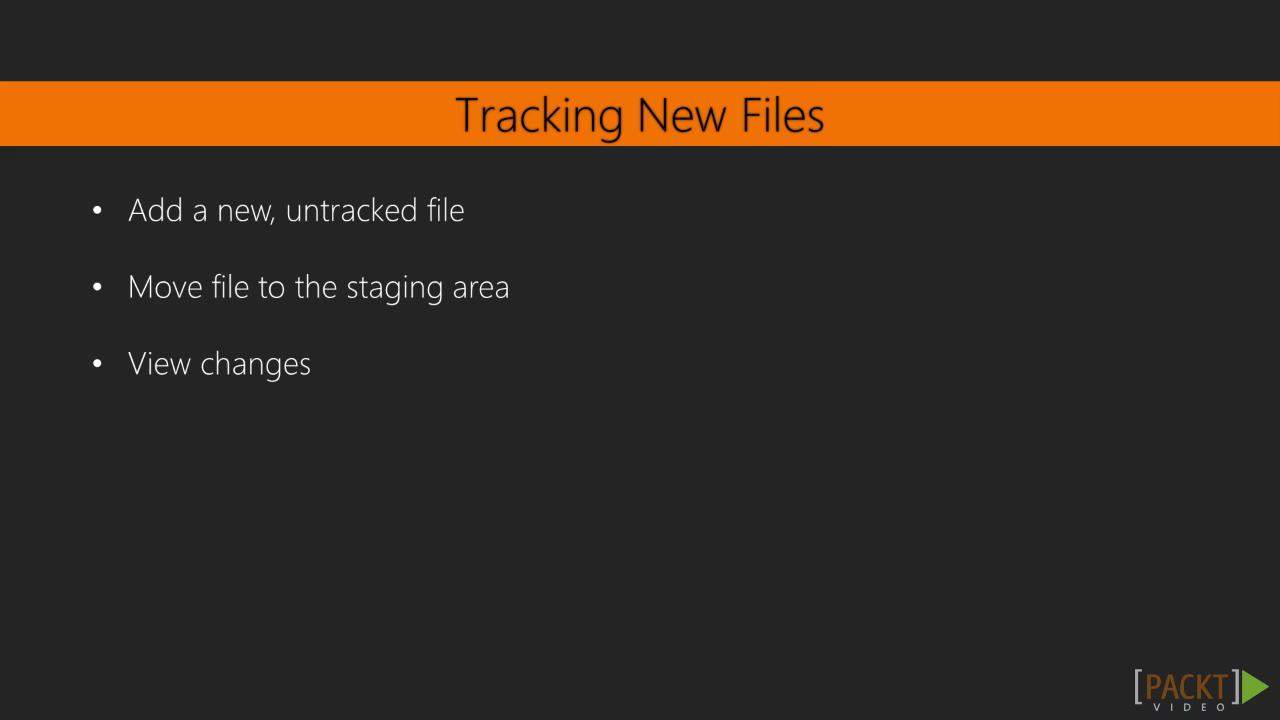 Tracking New Files
• Add a new, untracked file
• Move file to the staging area
• View changes
[PACKT]
VIDEO